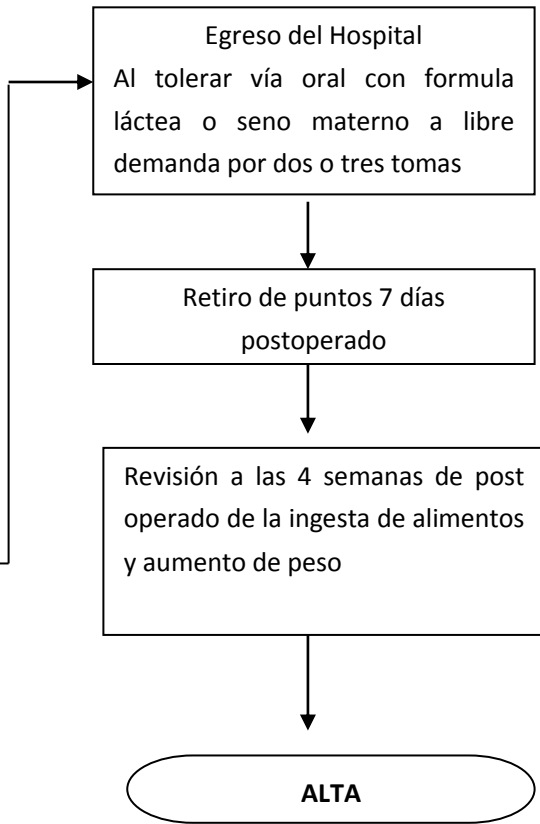 Egreso del Hospital
Al tolerar vía oral con formula
láctea o seno materno a libre
demanda por dos o tres tomas
Retiro de puntos 7 días
postoperado
Revisión a las 4 semanas de post
operado de la ingesta de alimentos
y aumento de peso
ALTA